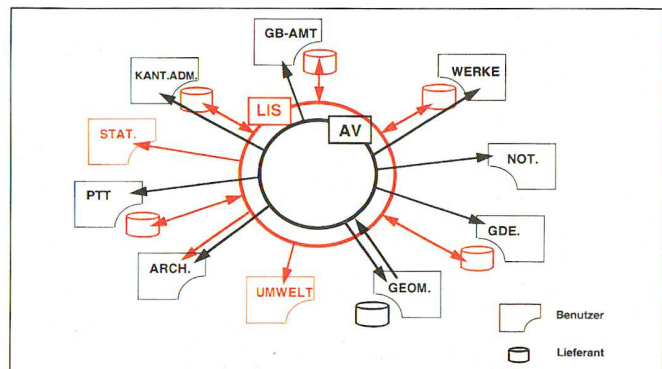 GB-AMT
KANT.ADM.
WERKE
LIS
AV
STAT.
NOT.
PTT
GDE.
ARCH.
UMWELT
GEOM.
Benutzer
Lieferant